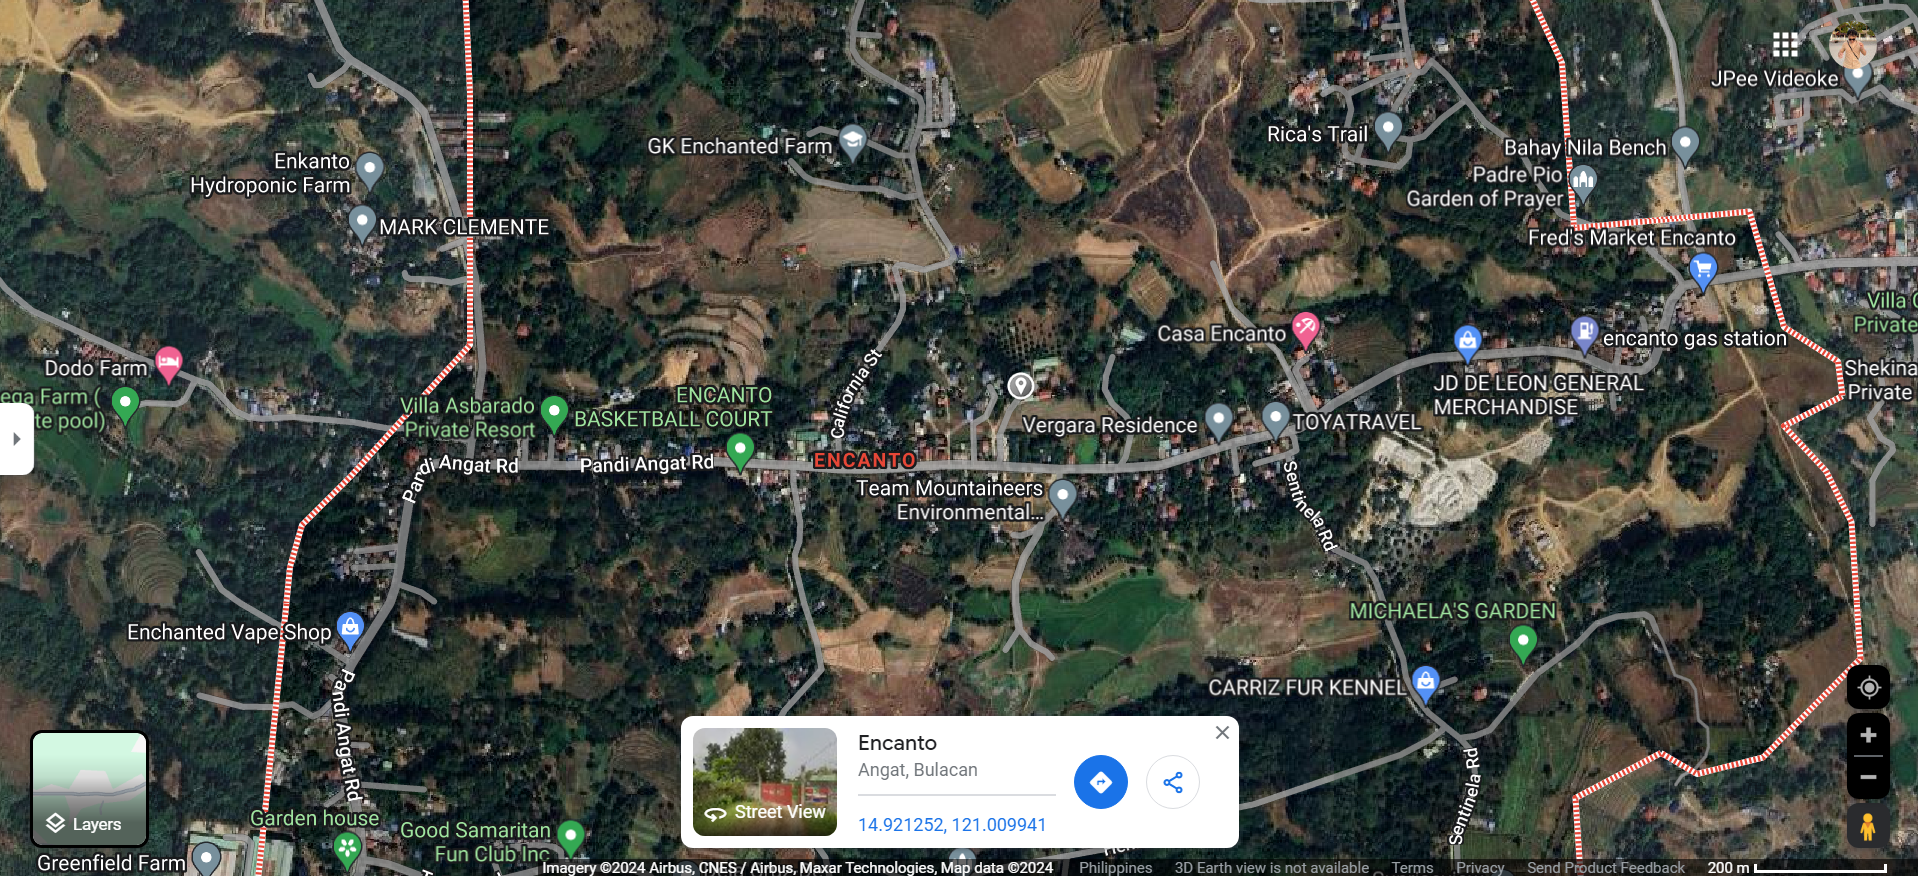 JPee Videoke
Rica's Trail
GK Enchanted Farm
Bahay Nila Bench
Enkanto
Hydroponic Farm
Padre Pio
Garden of Prayer
MARK CLEMENTE
Fred's Market Encanto
Villa
Private
Casa Encanto
encanto gas station
Dodo Farm
Shekina
Private
JD DE LEON GENERAL
MERCHANDISE
ega Farm (
te pool)
Villa Asbarado
Private Resort
ENCANTO
BASKETBALL COURT
California St
Vergara Residence
TOYATRAVEL
Pandi Angat Rd
Pandi Angat Rd
ENCANTO
Team Mountaineers
Environmental...
Sentinela Rd
MICHAELA'S GARDEN
Enchanted Vape Shop
CARRIZ FUR KENNEL
Pandi Angat Rd
Sentinela Rd
Encanto
Angat, Bulacan
Street View
14.921252, 121.009941
Layers
Garden house
Good Samaritan
Fun Club Inc
Greenfield Farm
Imagery ©2024 Airbus, CNES / Airbus, Maxar Technologies, Map data ©2024 Philippines 3D Earth view is not available Terms Privacy Send Product Feedback 200 m